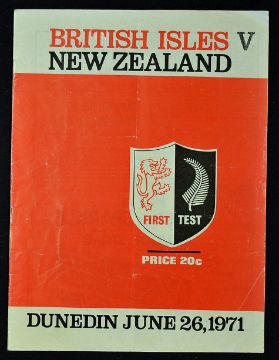 BRITISH ISLES V
NEW ZEALAND
FIRST TEST
PRICE 20c
DUNEDIN JUNE 26, 1971